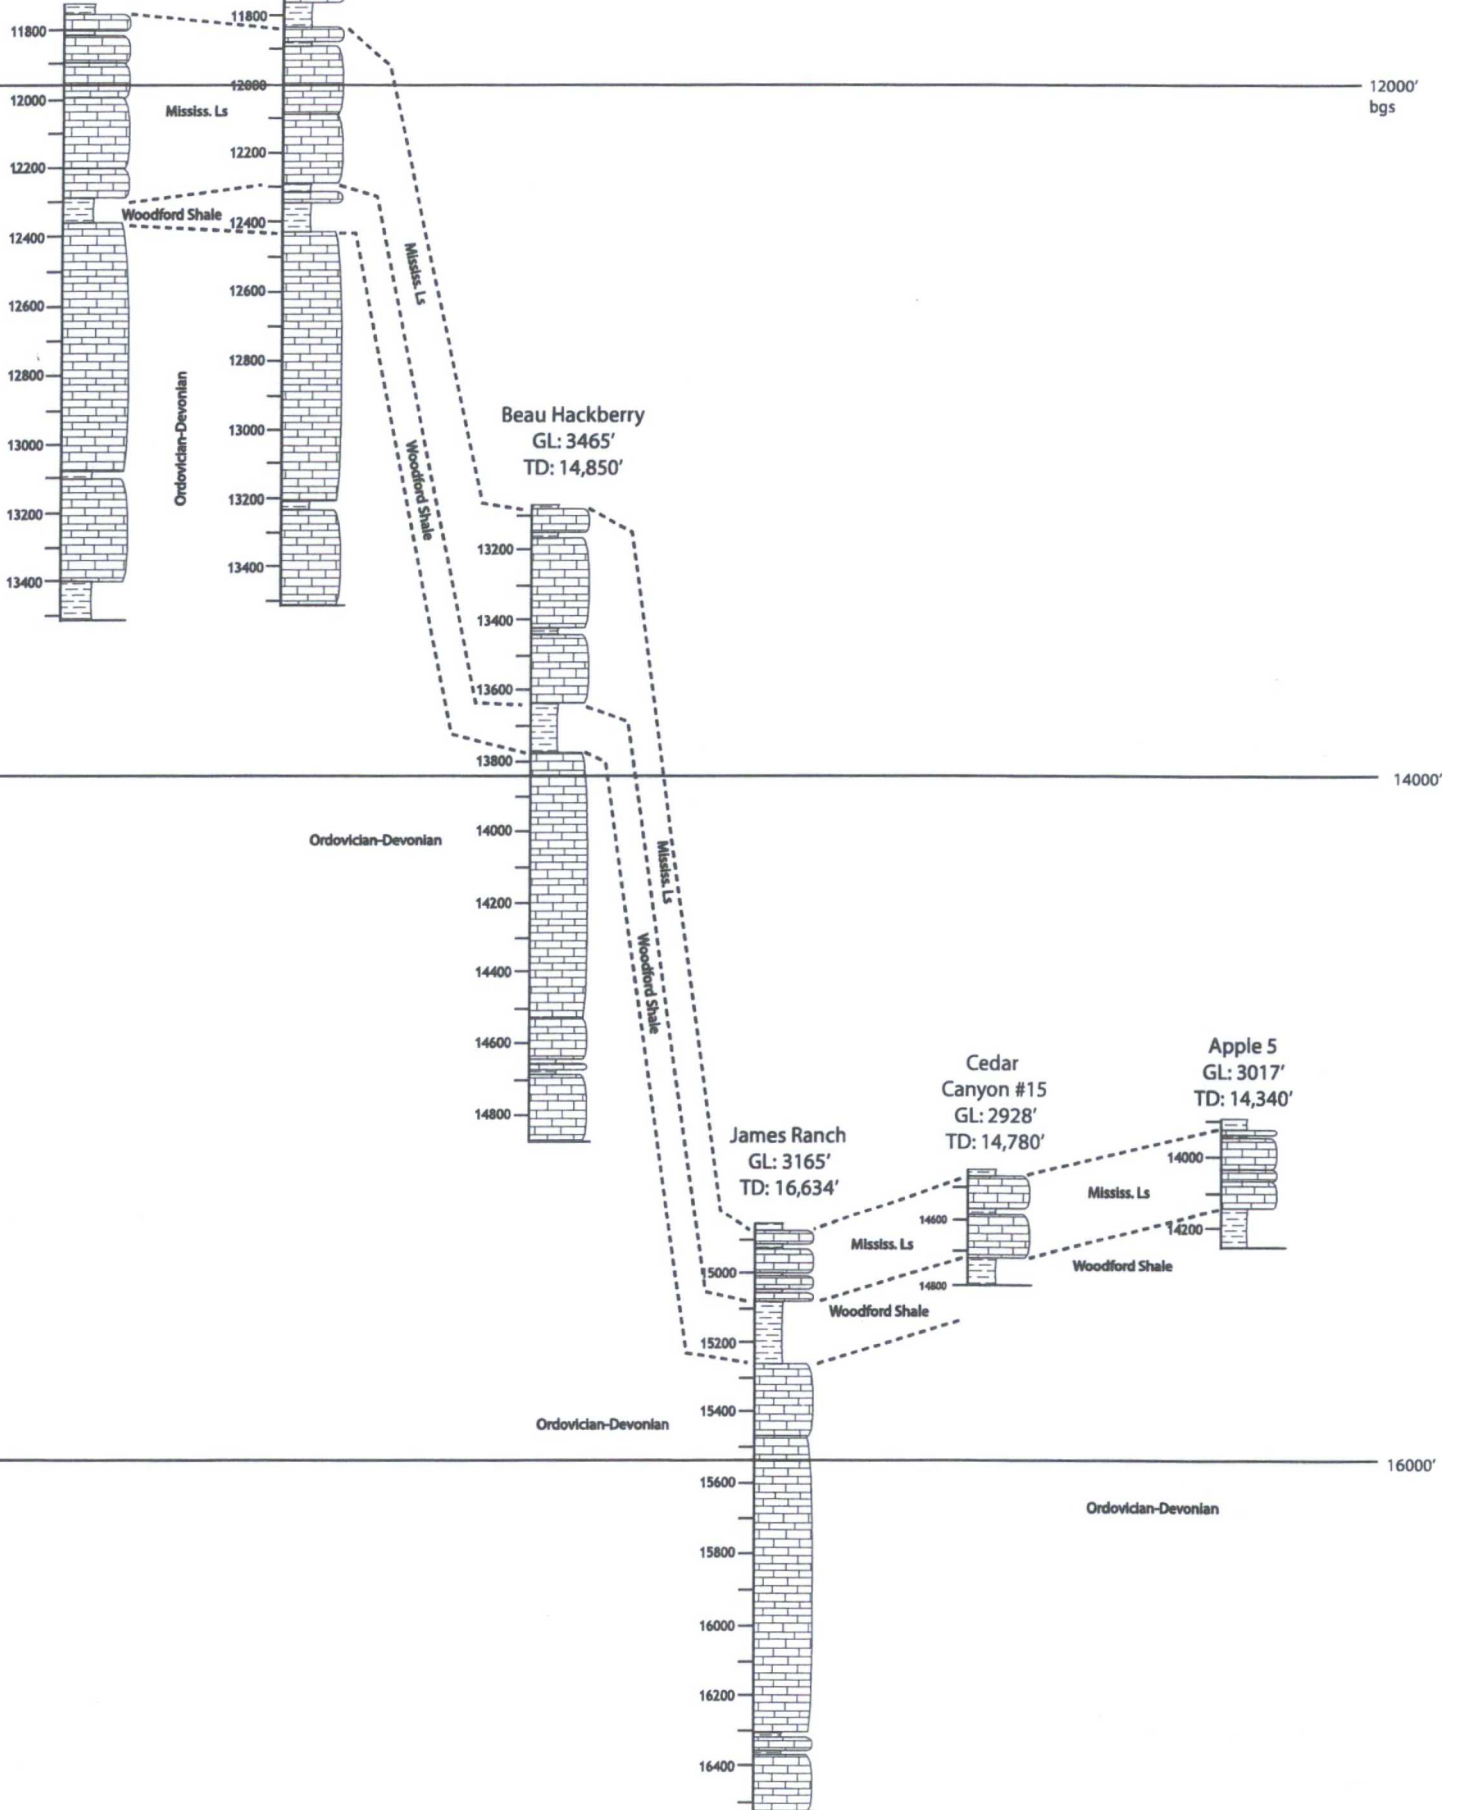 11800
12000
12200
12400
12600
12800
13000
13200
13400
Mississ. Ls
Woodford Shale
Ordovician-Devonian
11800
12000
12200
12400
12600
12800
13000
13200
13400
12000'
bgs
Mississ. Ls
Woodford Shale
Beau Hackberry
GL: 3465'
TD: 14,850'
13200
13400
13600
13800
14000
14200
14400
14600
14800
14000'
Ordovician-Devonian
Mississ. Ls
Woodford Shale
James Ranch
GL: 3165'
TD: 16,634'
15000
15200
15400
15600
15800
16000
16200
16400
Mississ. Ls
Woodford Shale
Ordovician-Devonian
Cedar
Canyon #15
GL: 2928'
TD: 14,780'
14600
14800
Mississ. Ls
Woodford Shale
Apple 5
GL: 3017'
TD: 14,340'
14000
14200
16000'
Ordovician-Devonian